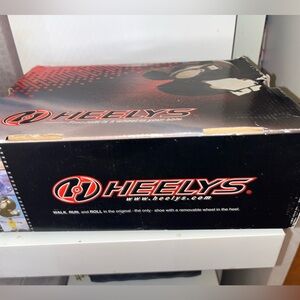 HEELYS
HEELYS®
www.heelys.com
WALK, RUN, and ROLL in the original - the only - shoe with a removable wheel in the heel.